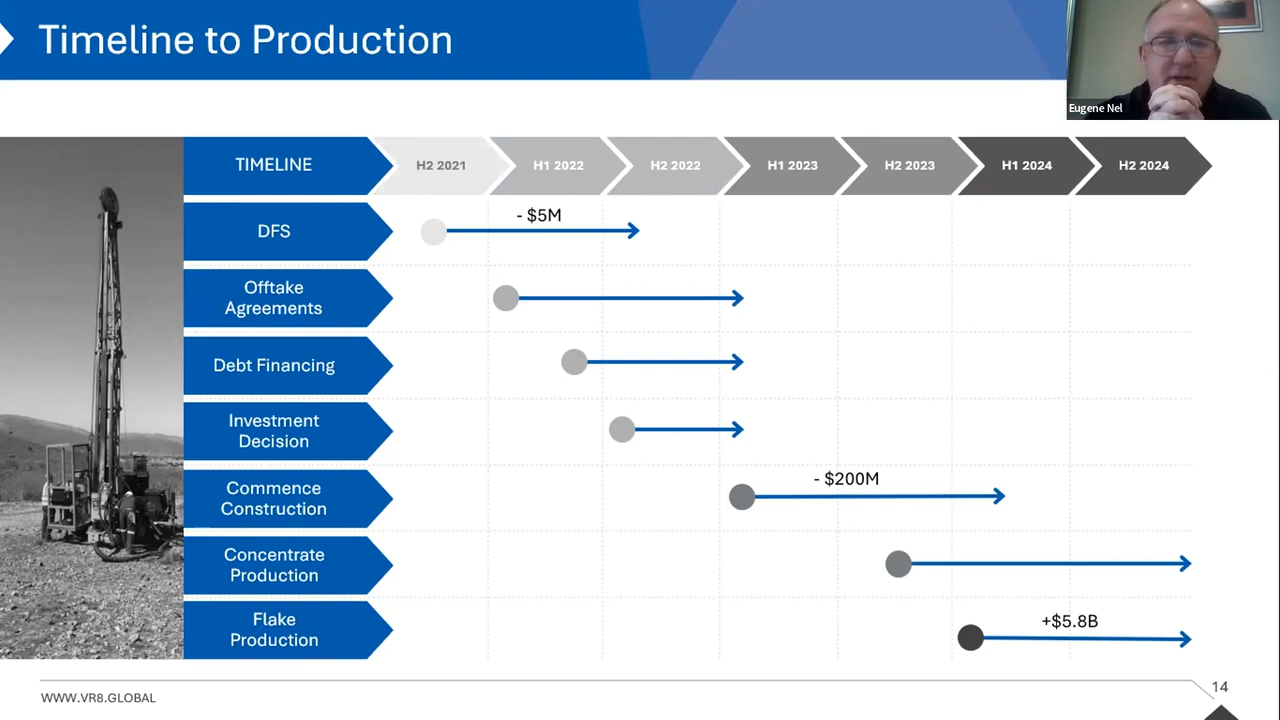 Timeline to Production
Eugene Nel
TIMELINE
H2 2021
H1 2022
H2 2022
H1 2023
H2 2023
H1 2024
H2 2024
DFS
- $5M
Offtake
Agreements
Debt Financing
Investment
Decision
Commence
Construction
- $200M
Concentrate
Production
Flake
Production
+$5.8B
WWW.VR8.GLOBAL
14